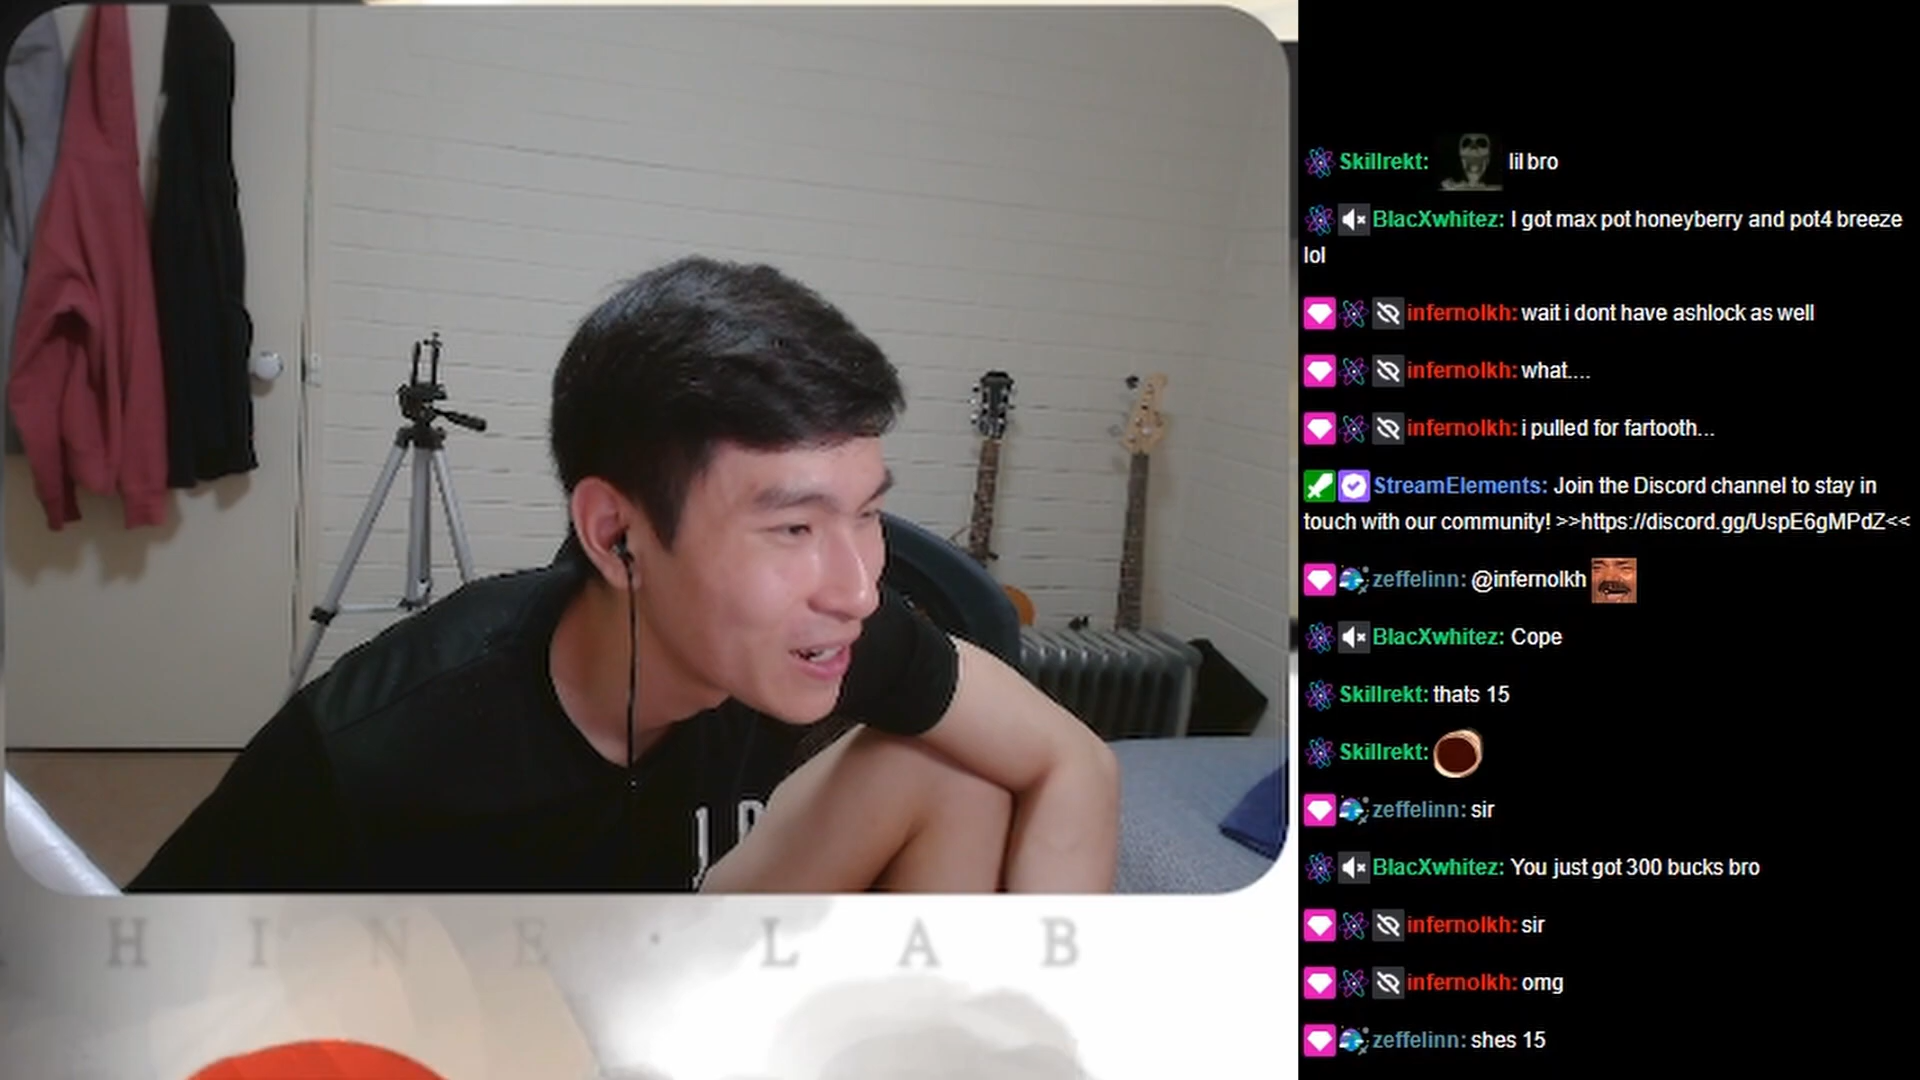 Skillrekt: lil bro
BlacXwhitez: I got max pot honeyberry and pot4 breeze
lol
infernolkh: wait i dont have ashlock as well
infernolkh: what....
infernolkh: i pulled for fartooth...
StreamElements: Join the Discord channel to stay in
touch with our community! >>https://discord.gg/UspE6gMPdZ<<
zeffelinn: @infernolkh
BlacXwhitez: Cope
Skillrekt: thats 15
Skillrekt:
zeffelinn: sir
BlacXwhitez: You just got 300 bucks bro
infernolkh: sir
infernolkh: omg
zeffelinn: shes 15
HINE·LAB